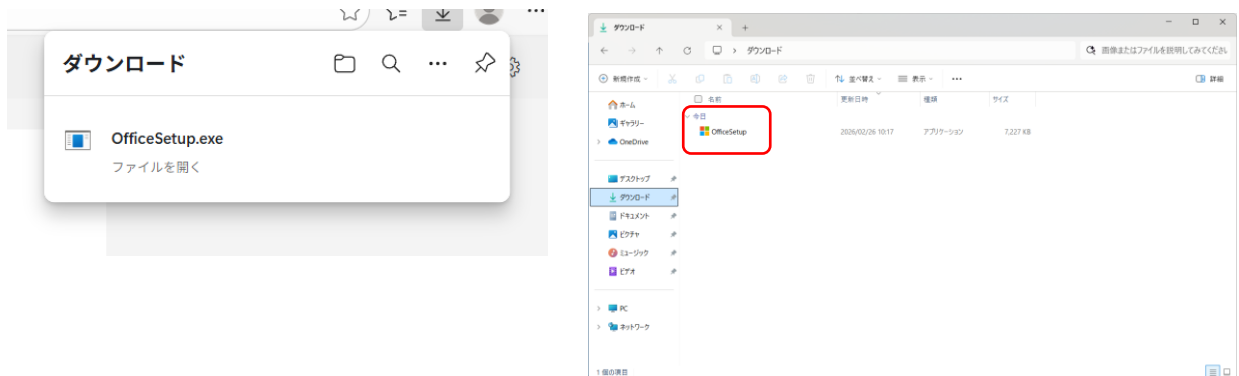 ダウンロード
OfficeSetup.exe
ファイルを開く
ダウンロード
ダウンロード
画像またはファイルを説明してみてくださ
新規作成
並べ替え
表示
詳細
名前 更新日時 種類 サイズ
今日
OfficeSetup 2026/02/26 10:17 アプリケーション 7,227 KB
ホーム
ギャラリー
OneDrive
デスクトップ
ダウンロード
ドキュメント
ピクチャ
ミュージック
ビデオ
PC
ネットワーク
1 個の項目